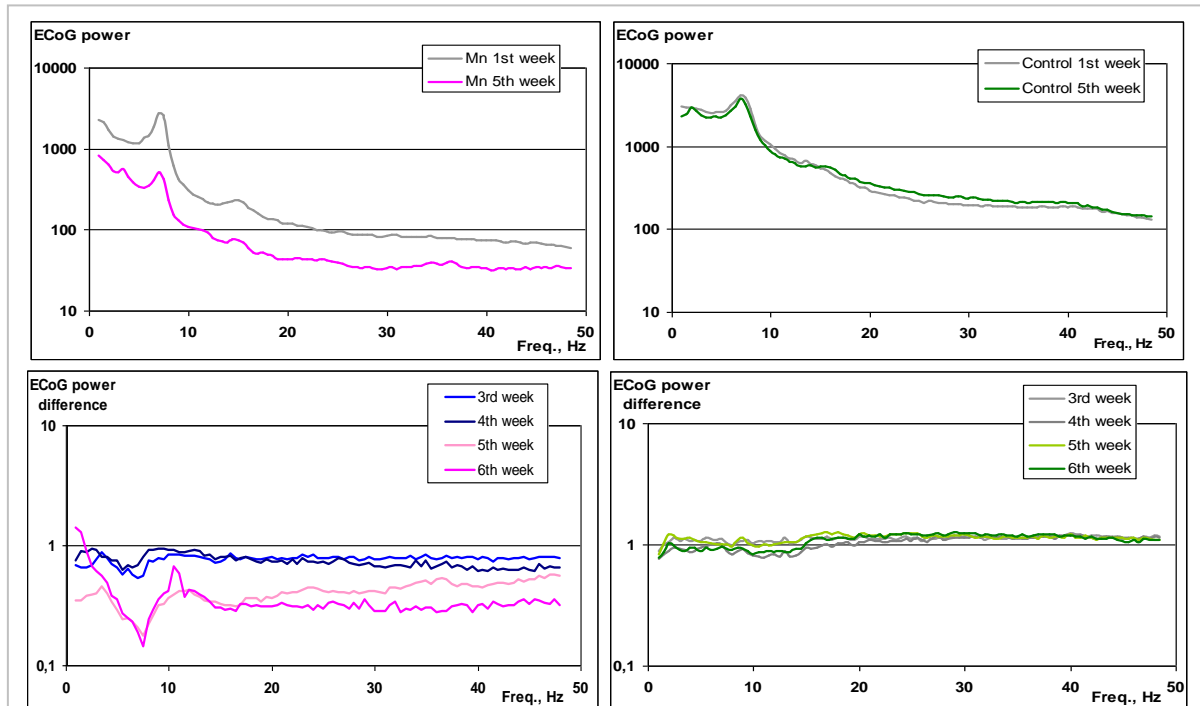 ECoG power
Mn 1st week
Mn 5th week
10000
1000
100
10
0 10 20 30 40 50
Freq., Hz
ECoG power
Control 1st week
Control 5th week
10000
1000
100
10
0 10 20 30 40 50
Freq., Hz
ECoG power
difference
3rd week
4th week
5th week
6th week
10
1
0,1
0 10 20 30 40 50
Freq., Hz
ECoG power
difference
3rd week
4th week
5th week
6th week
10
1
0,1
0 10 20 30 40 50
Freq., Hz